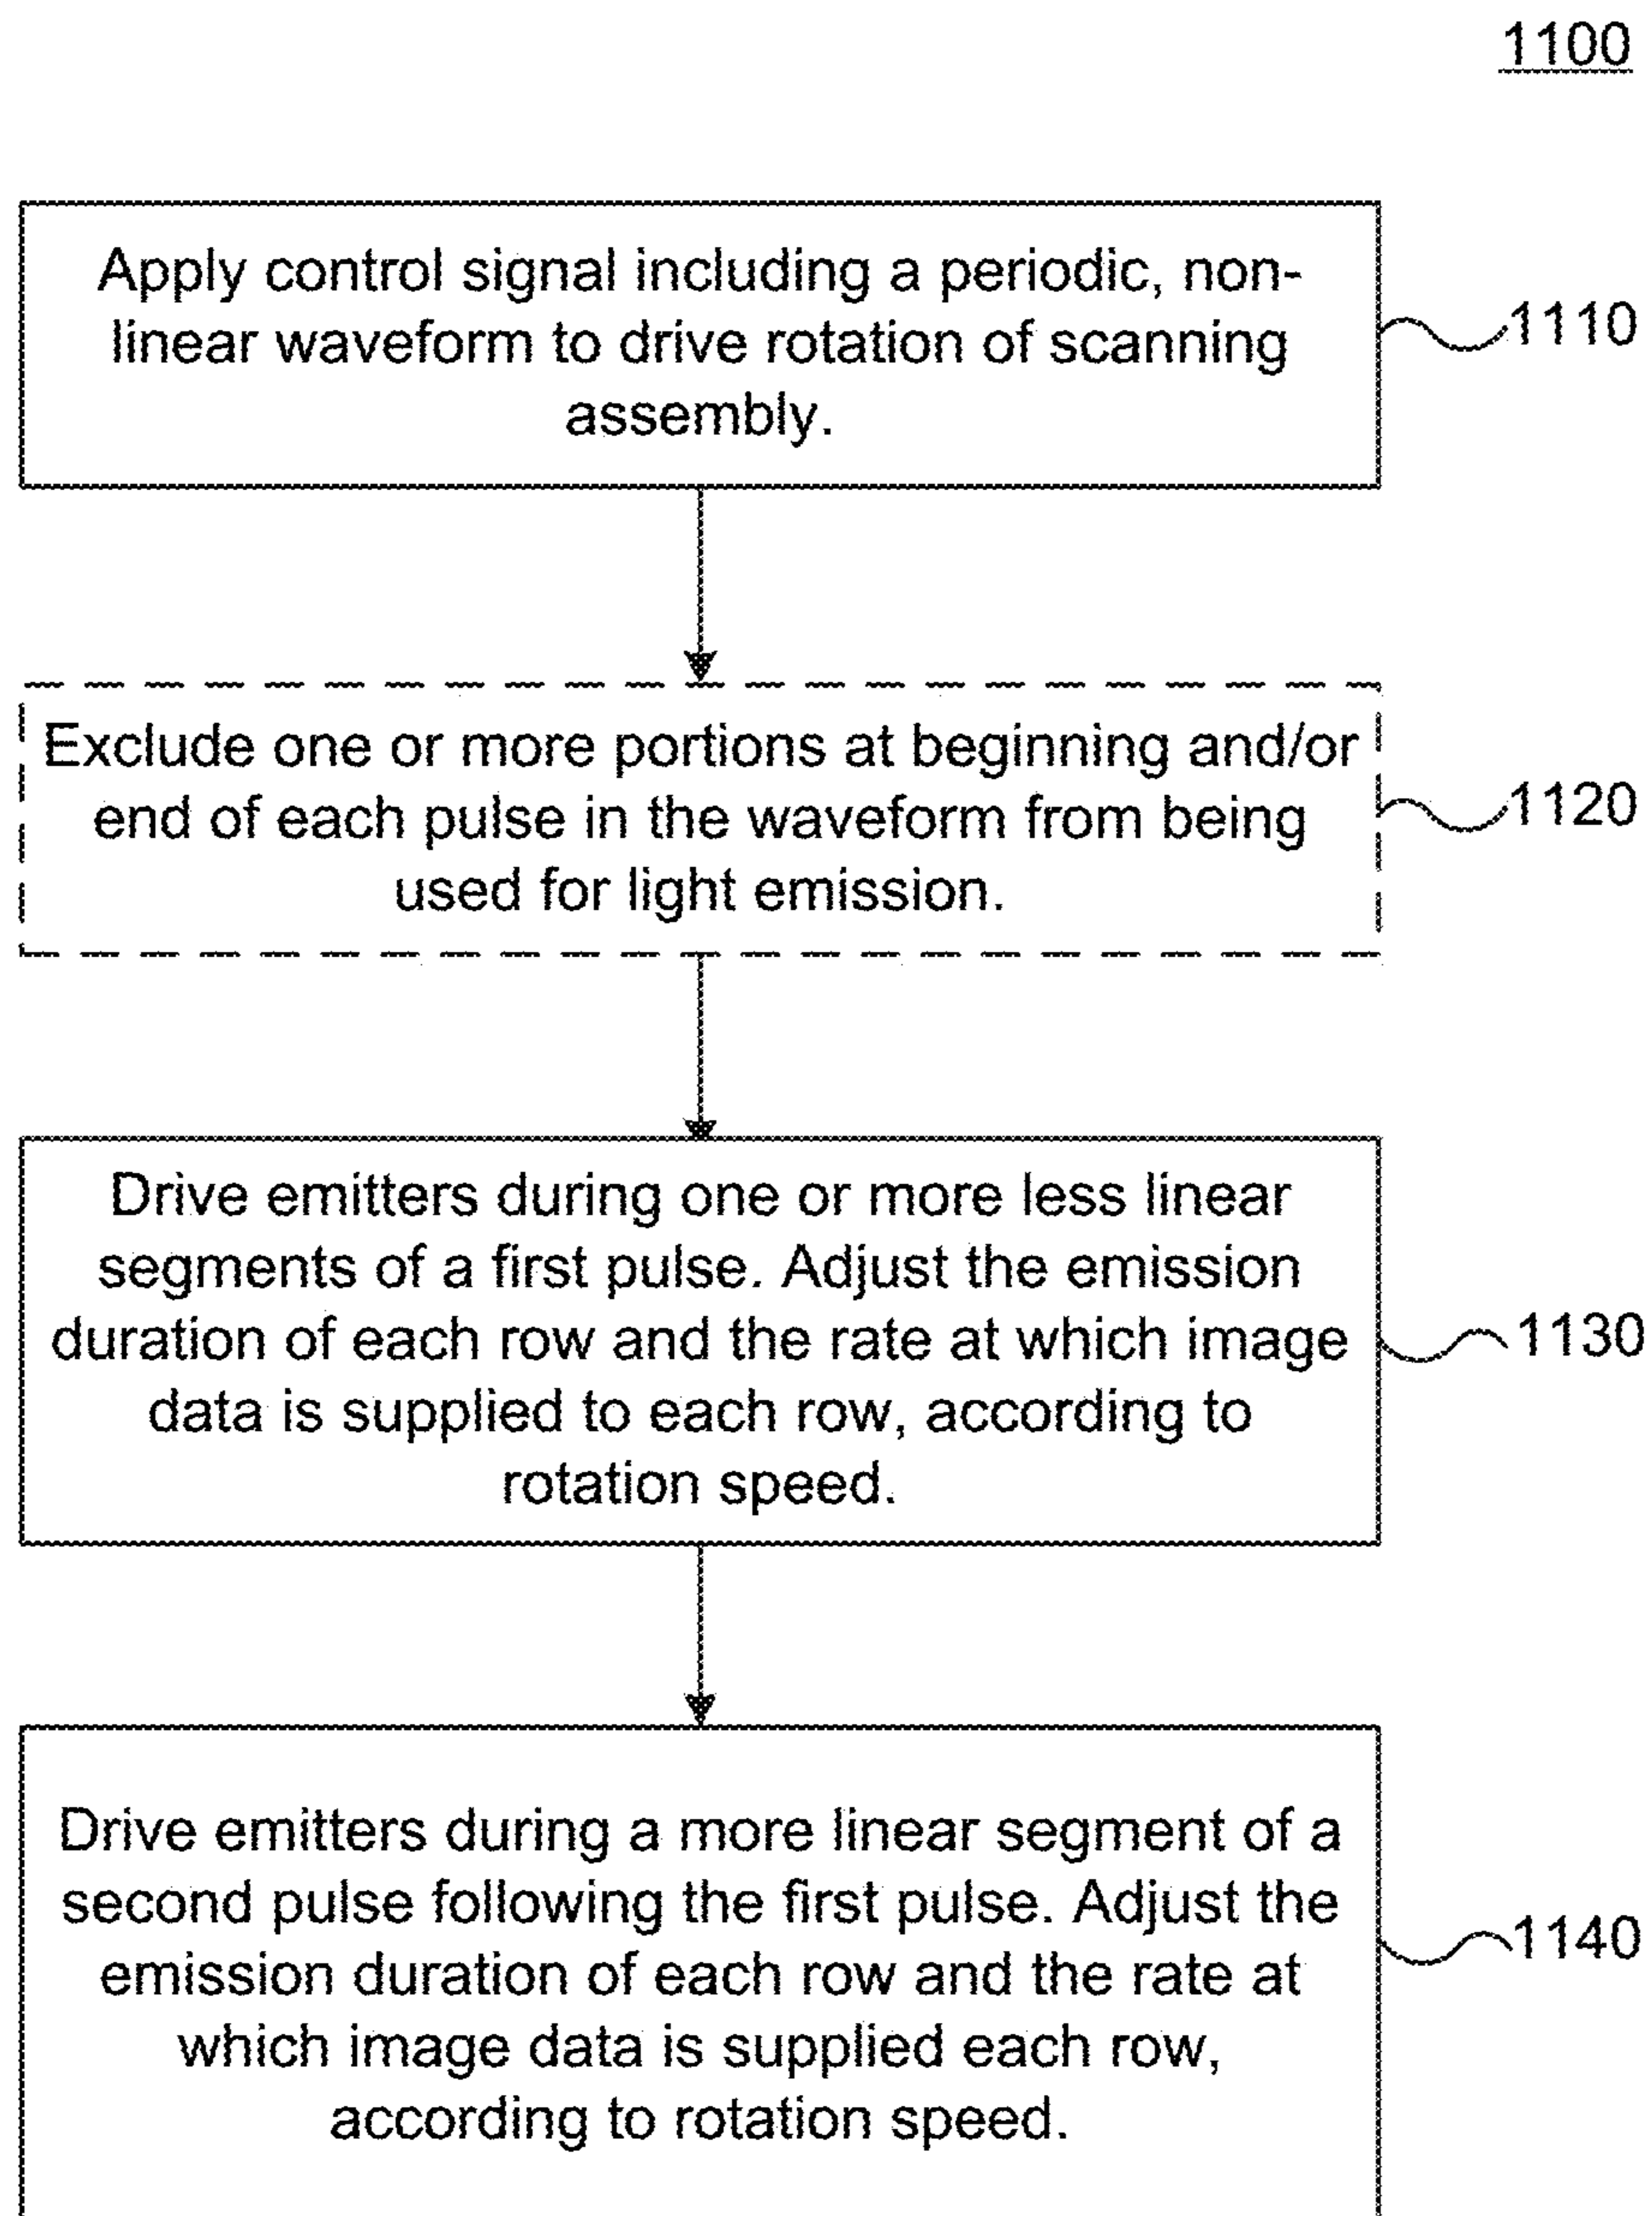 1100
Apply control signal including a periodic, non-
linear waveform to drive rotation of scanning
assembly.
1110
Exclude one or more portions at beginning and/or
end of each pulse in the waveform from being
used for light emission.
1120
Drive emitters during one or more less linear
segments of a first pulse. Adjust the emission
duration of each row and the rate at which image
data is supplied to each row, according to
rotation speed.
1130
Drive emitters during a more linear segment of a
second pulse following the first pulse. Adjust the
emission duration of each row and the rate at
which image data is supplied each row,
according to rotation speed.
1140